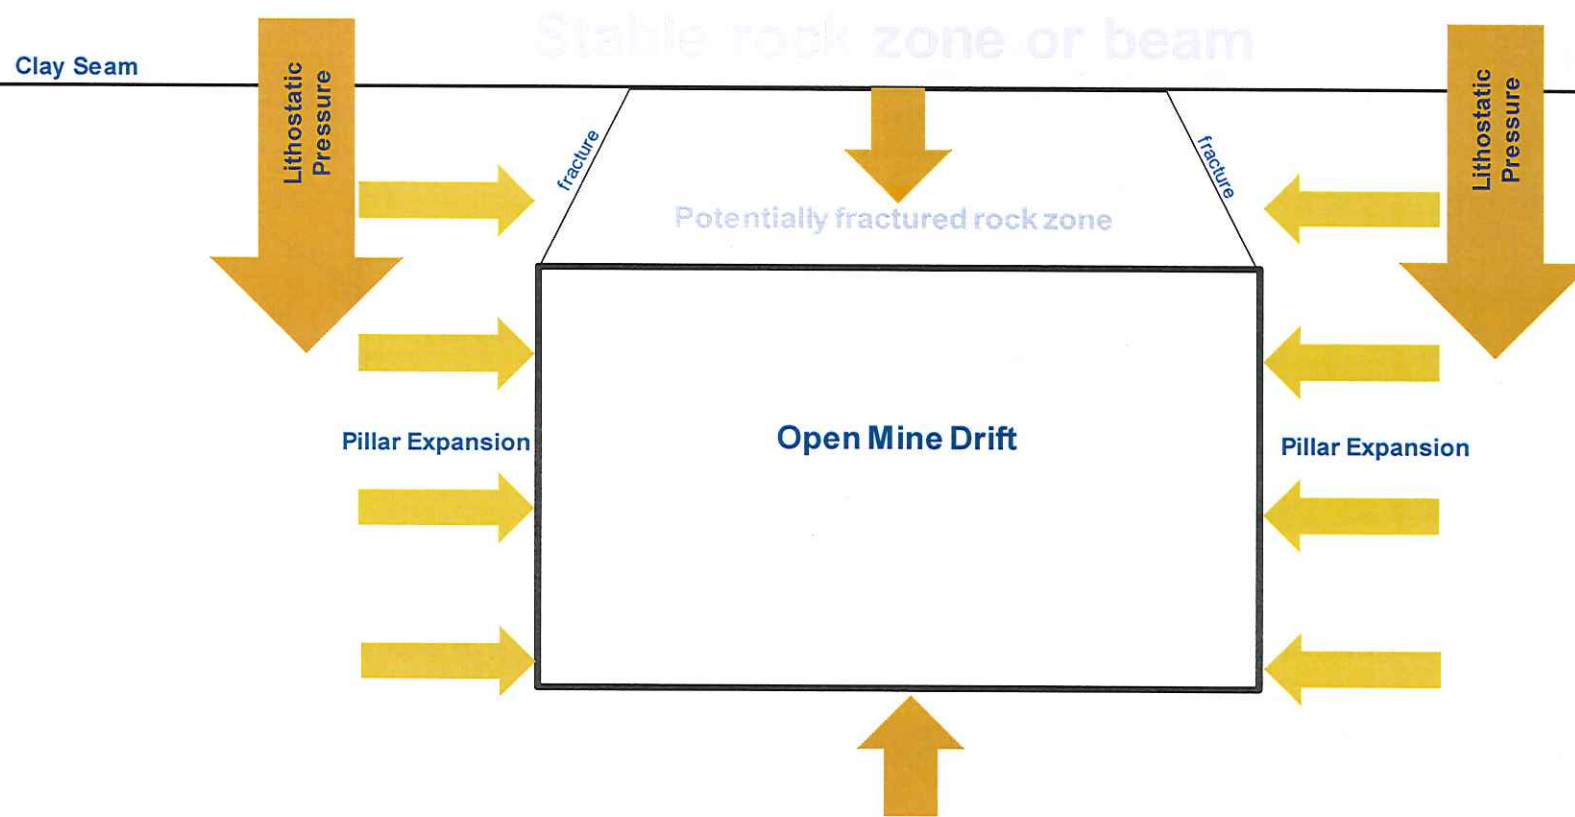 Stable rock zone or beam
Clay Seam
Lithostatic
Pressure
Lithostatic
Pressure
fracture
fracture
Potentially fractured rock zone
Open Mine Drift
Pillar Expansion
Pillar Expansion